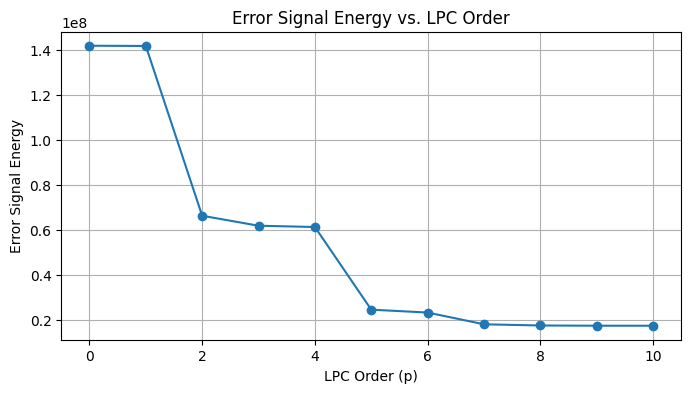 Error Signal Energy vs. LPC Order
1e8
1.4
1.2
1.0
0.8
0.6
0.4
0.2
Error Signal Energy
0 2 4 6 8 10
LPC Order (p)